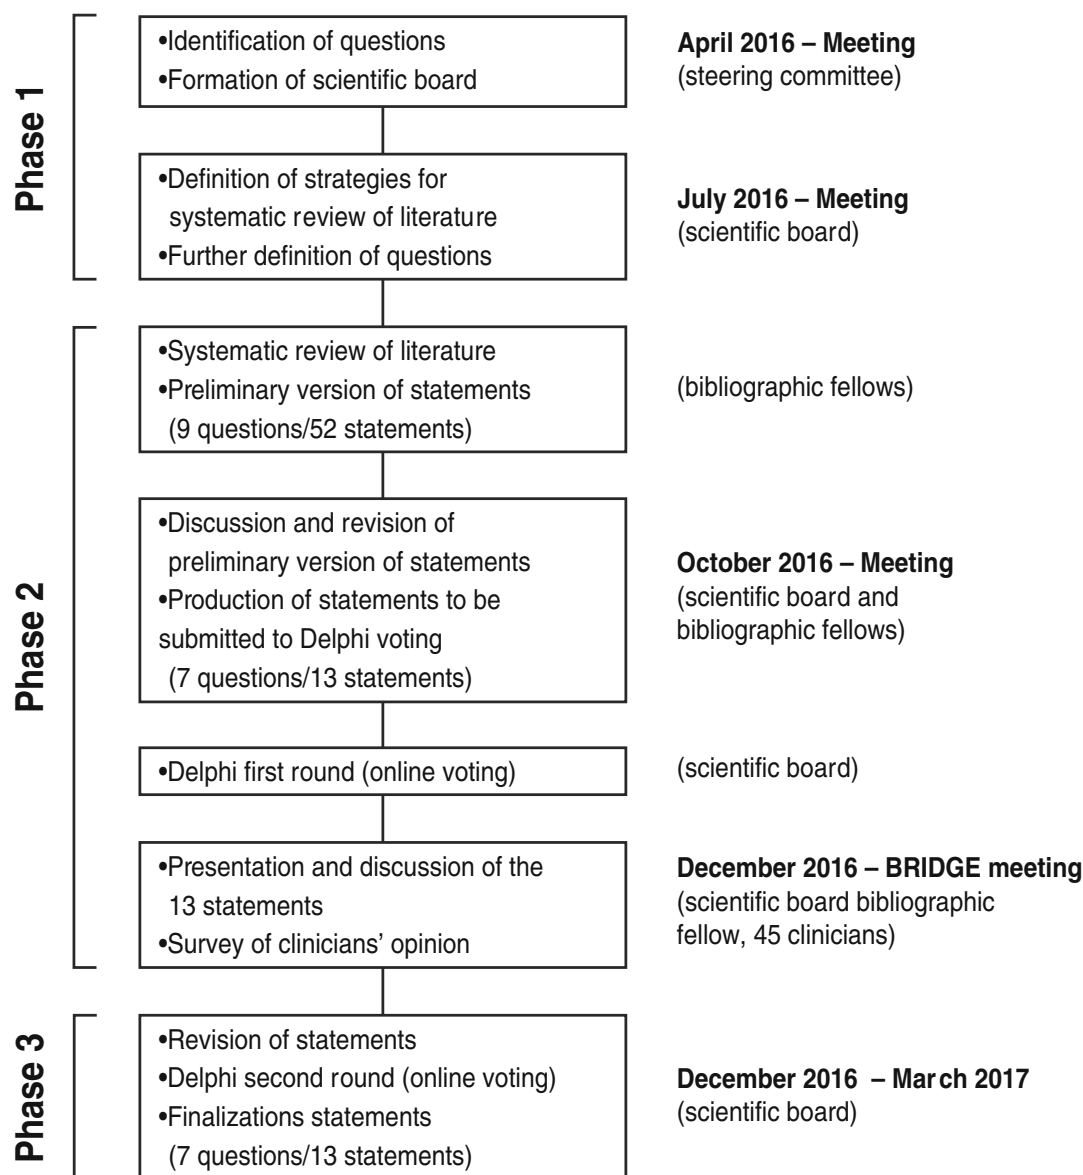 Phase 1
•Identification of questions
•Formation of scientific board
April 2016 – Meeting
(steering committee)
•Definition of strategies for
systematic review of literature
•Further definition of questions
July 2016 – Meeting
(scientific board)
Phase 2
•Systematic review of literature
•Preliminary version of statements
(9 questions/52 statements)
(bibliographic fellows)
•Discussion and revision of
preliminary version of statements
•Production of statements to be
submitted to Delphi voting
(7 questions/13 statements)
October 2016 – Meeting
(scientific board and
bibliographic fellows)
•Delphi first round (online voting)
(scientific board)
•Presentation and discussion of the
13 statements
•Survey of clinicians’ opinion
December 2016 – BRIDGE meeting
(scientific board bibliographic
fellow, 45 clinicians)
Phase 3
•Revision of statements
•Delphi second round (online voting)
•Finalizations statements
(7 questions/13 statements)
December 2016 – March 2017
(scientific board)